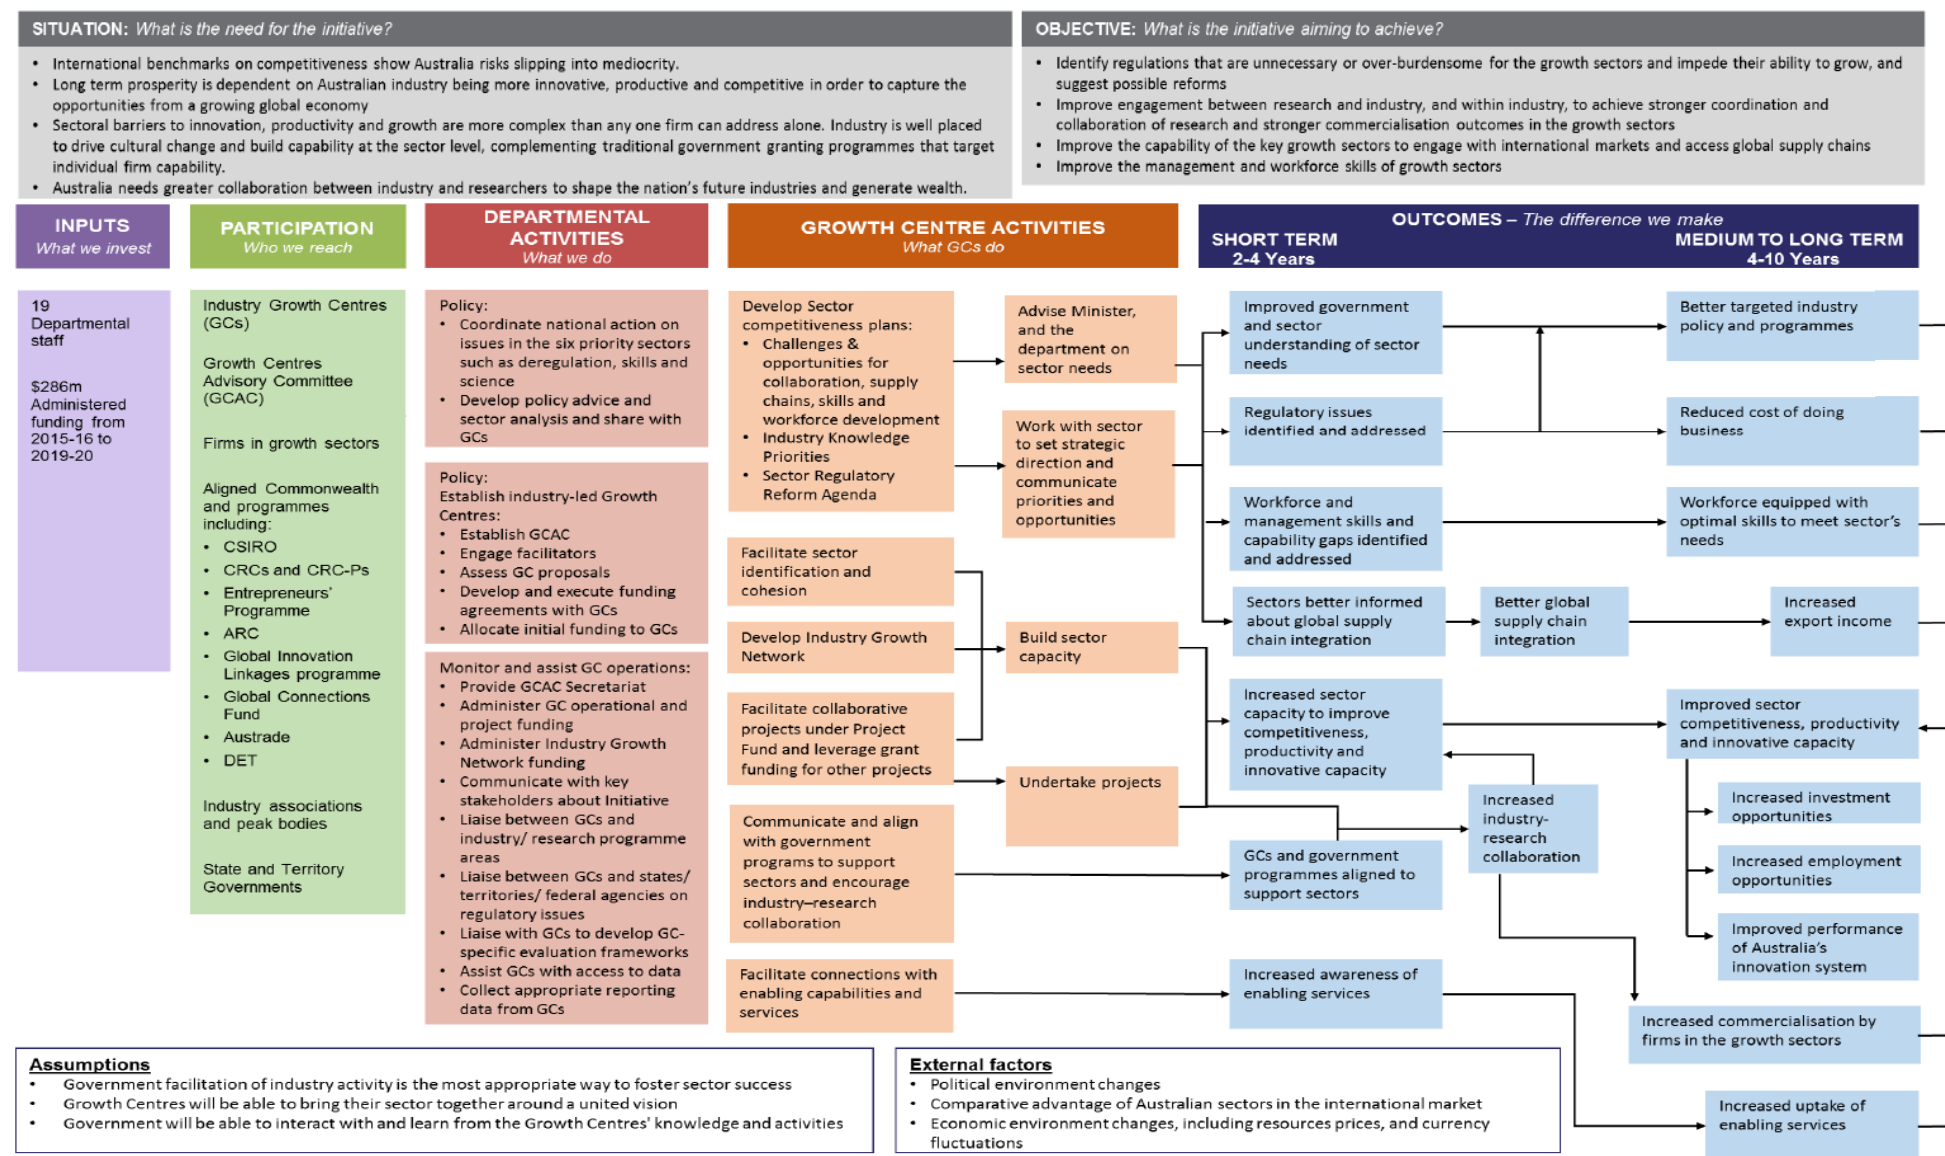 SITUATION: What is the need for the initiative?
• International benchmarks on competitiveness show Australia risks slipping into mediocrity.
• Long term prosperity is dependent on Australian industry being more innovative, productive and competitive in order to capture the
opportunities from a growing global economy
• Sectoral barriers to innovation, productivity and growth are more complex than any one firm can address alone. Industry is well placed
to drive cultural change and build capability at the sector level, complementing traditional government granting programmes that target
individual firm capability.
• Australia needs greater collaboration between industry and researchers to shape the nation's future industries and generate wealth.
OBJECTIVE: What is the initiative aiming to achieve?
• Identify regulations that are unnecessary or over-burdensome for the growth sectors and impede their ability to grow, and
suggest possible reforms
• Improve engagement between research and industry, and within industry, to achieve stronger coordination and
collaboration of research and stronger commercialisation outcomes in the growth sectors
• Improve the capability of the key growth sectors to engage with international markets and access global supply chains
• Improve the management and workforce skills of growth sectors
INPUTS
What we invest
19
Departmental
staff
$286m
Administered
funding from
2015-16 to
2019-20
PARTICIPATION
Who we reach
Industry Growth Centres
(GCs)
Growth Centres
Advisory Committee
(GCAC)
Firms in growth sectors
Aligned Commonwealth
and programmes
including:
• CSIRO
• CRCs and CRC-Ps
• Entrepreneurs'
Programme
• ARC
• Global Innovation
Linkages programme
• Global Connections
Fund
• Austrade
• DET
Industry associations
and peak bodies
State and Territory
Governments
DEPARTMENTAL
ACTIVITIES
What we do
Policy:
• Coordinate national action on
issues in the six priority sectors
such as deregulation, skills and
science
• Develop policy advice and
sector analysis and share with
GCs
Policy:
Establish industry-led Growth
Centres:
• Establish GCAC
• Engage facilitators
• Assess GC proposals
• Develop and execute funding
agreements with GCs
• Allocate initial funding to GCs
Monitor and assist GC operations:
• Provide GCAC Secretariat
• Administer GC operational and
project funding
• Administer Industry Growth
Network funding
• Communicate with key
stakeholders about Initiative
• Liaise between GCs and
industry/ research programme
areas
• Liaise between GCs and states/
territories/ federal agencies on
regulatory issues
• Liaise with GCs to develop GC-
specific evaluation frameworks
• Assist GCs with access to data
• Collect appropriate reporting
data from GCs
GROWTH CENTRE ACTIVITIES
What GCs do
Develop Sector
competitiveness plans:
• Challenges &
opportunities for
collaboration, supply
chains, skills and
workforce development
• Industry Knowledge
Priorities
• Sector Regulatory
Reform Agenda
Facilitate sector
identification and
cohesion
Develop Industry Growth
Network
Facilitate collaborative
projects under Project
Fund and leverage grant
funding for other projects
Communicate and align
with government
programs to support
sectors and encourage
industry–research
collaboration
Facilitate connections with
enabling capabilities and
services
Advise Minister,
and the
department on
sector needs
Work with sector
to set strategic
direction and
communicate
priorities and
opportunities
Build sector
capacity
Undertake projects
OUTCOMES – The difference we make
SHORT TERM
2-4 Years
MEDIUM TO LONG TERM
4-10 Years
Improved government
and sector
understanding of sector
needs
Regulatory issues
identified and addressed
Workforce and
management skills and
capability gaps identified
and addressed
Sectors better informed
about global supply
chain integration
Increased sector
capacity to improve
competitiveness,
productivity and
innovative capacity
GCs and government
programmes aligned to
support sectors
Increased awareness of
enabling services
Better global
supply chain
integration
Increased
industry-
research
collaboration
Better targeted industry
policy and programmes
Reduced cost of doing
business
Workforce equipped with
optimal skills to meet sector's
needs
Increased
export income
Improved sector
competitiveness, productivity
and innovative capacity
Increased investment
opportunities
Increased employment
opportunities
Improved performance
of Australia's
innovation system
Increased commercialisation by
firms in the growth sectors
Increased uptake of
enabling services
Assumptions
• Government facilitation of industry activity is the most appropriate way to foster sector success
• Growth Centres will be able to bring their sector together around a united vision
• Government will be able to interact with and learn from the Growth Centres' knowledge and activities
External factors
• Political environment changes
• Comparative advantage of Australian sectors in the international market
• Economic environment changes, including resources prices, and currency
fluctuations